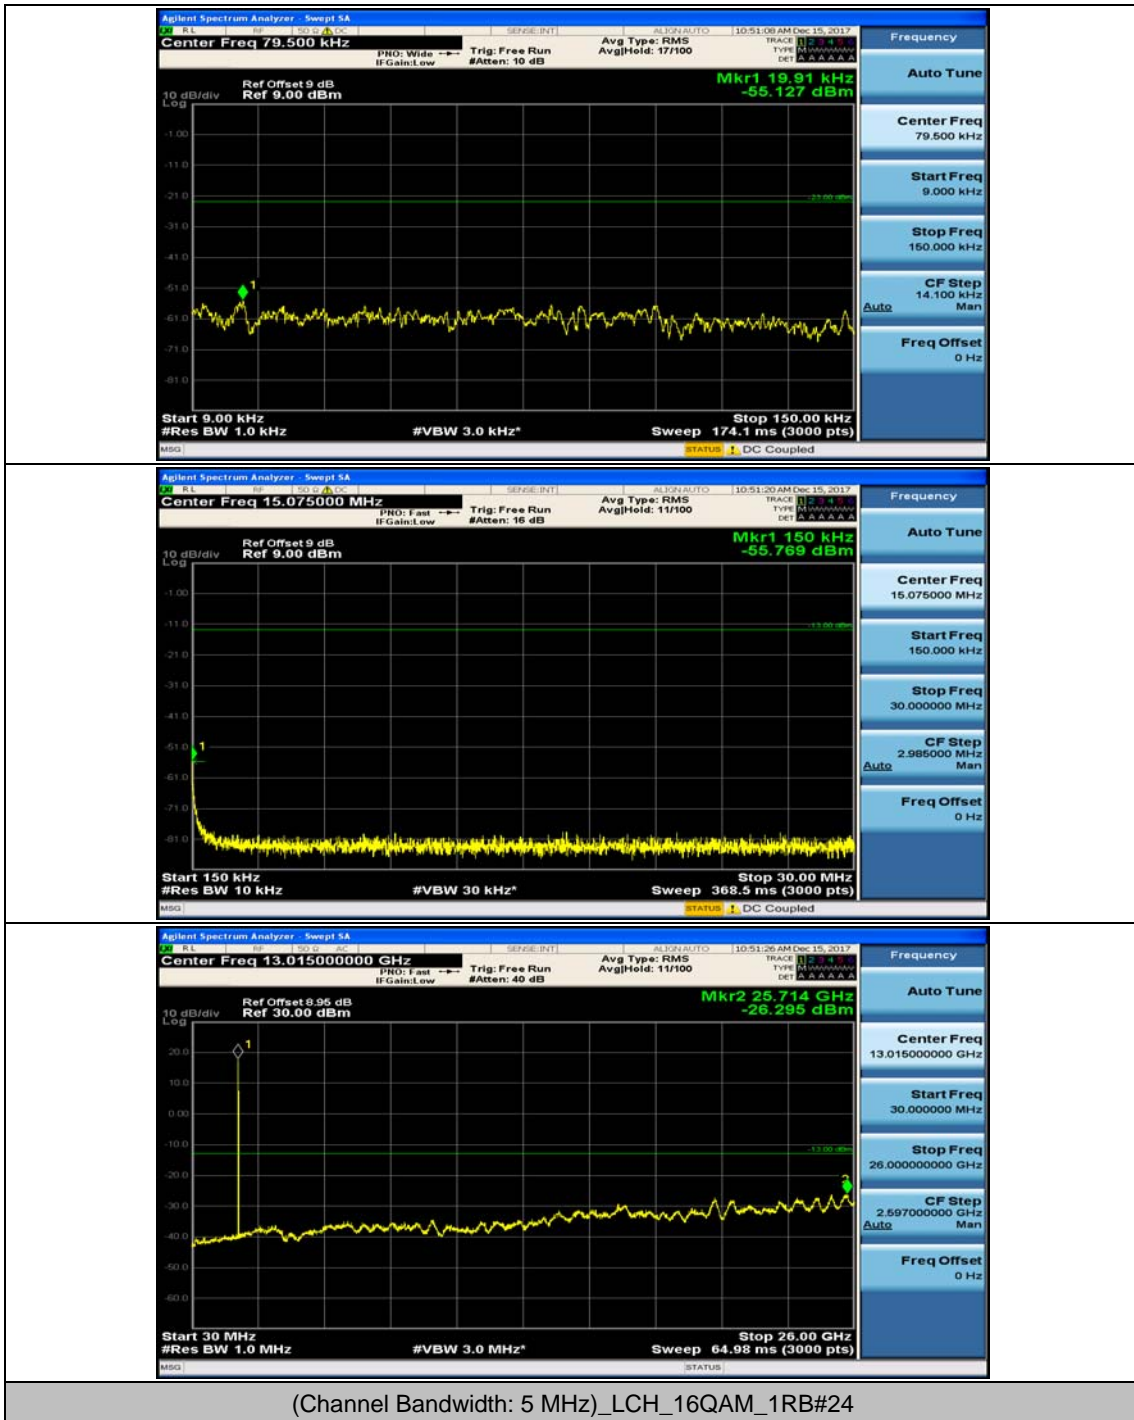 Agilent Spectrum Analyzer - Swept SA
RL RF 50 Ω DC SENSE:INT ALIGN AUTO 10:51:08 AM Dec 15, 2017
Center Freq 79.500 kHz
PNO: Wide
IFGain:Low
Trig: Free Run
#Atten: 10 dB
Avg Type: RMS
Avg|Hold: 17/100
TRACE 1 2 3 4 5 6
TYPE M
DET A A A A A A
Ref Offset 9 dB
Ref 9.00 dBm
10 dB/div
Log
Mkr1 19.91 kHz
-55.127 dBm
-1.00
-11.0
-21.0
-23.00 dBm
-31.0
-41.0
-51.0
1
-61.0
-71.0
-81.0
Start 9.00 kHz
#Res BW 1.0 kHz
#VBW 3.0 kHz*
Stop 150.00 kHz
Sweep 174.1 ms (3000 pts)
MSG
STATUS
DC Coupled
Frequency
Auto Tune
Center Freq
79.500 kHz
Start Freq
9.000 kHz
Stop Freq
150.000 kHz
CF Step
14.100 kHz
Auto Man
Freq Offset
0 Hz
Agilent Spectrum Analyzer - Swept SA
RL RF 50 Ω DC SENSE:INT ALIGN AUTO 10:51:20 AM Dec 15, 2017
Center Freq 15.075000 MHz
PNO: Fast
IFGain:Low
Trig: Free Run
#Atten: 16 dB
Avg Type: RMS
Avg|Hold: 11/100
TRACE 1 2 3 4 5 6
TYPE M
DET A A A A A A
Ref Offset 9 dB
Ref 9.00 dBm
10 dB/div
Log
Mkr1 150 kHz
-55.769 dBm
-1.00
-11.0
-13.00 dBm
-21.0
-31.0
-41.0
-51.0
1
-61.0
-71.0
-81.0
Start 150 kHz
#Res BW 10 kHz
#VBW 30 kHz*
Stop 30.00 MHz
Sweep 368.5 ms (3000 pts)
MSG
STATUS
DC Coupled
Frequency
Auto Tune
Center Freq
15.075000 MHz
Start Freq
150.000 kHz
Stop Freq
30.000000 MHz
CF Step
2.985000 MHz
Auto Man
Freq Offset
0 Hz
Agilent Spectrum Analyzer - Swept SA
RL RF 50 Ω AC SENSE:INT ALIGN AUTO 10:51:26 AM Dec 15, 2017
Center Freq 13.015000000 GHz
PNO: Fast
IFGain:Low
Trig: Free Run
#Atten: 40 dB
Avg Type: RMS
Avg|Hold: 11/100
TRACE 1 2 3 4 5 6
TYPE M
DET A A A A A A
Ref Offset 8.95 dB
Ref 30.00 dBm
10 dB/div
Log
Mkr2 25.714 GHz
-26.295 dBm
20.0
1
10.0
0.00
-10.0
-13.00 dBm
-20.0
2
-30.0
-40.0
-50.0
-60.0
Start 30 MHz
#Res BW 1.0 MHz
#VBW 3.0 MHz*
Stop 26.00 GHz
Sweep 64.98 ms (3000 pts)
MSG
STATUS
Frequency
Auto Tune
Center Freq
13.015000000 GHz
Start Freq
30.000000 MHz
Stop Freq
26.000000000 GHz
CF Step
2.597000000 GHz
Auto Man
Freq Offset
0 Hz
(Channel Bandwidth: 5 MHz)_LCH_16QAM_1RB#24